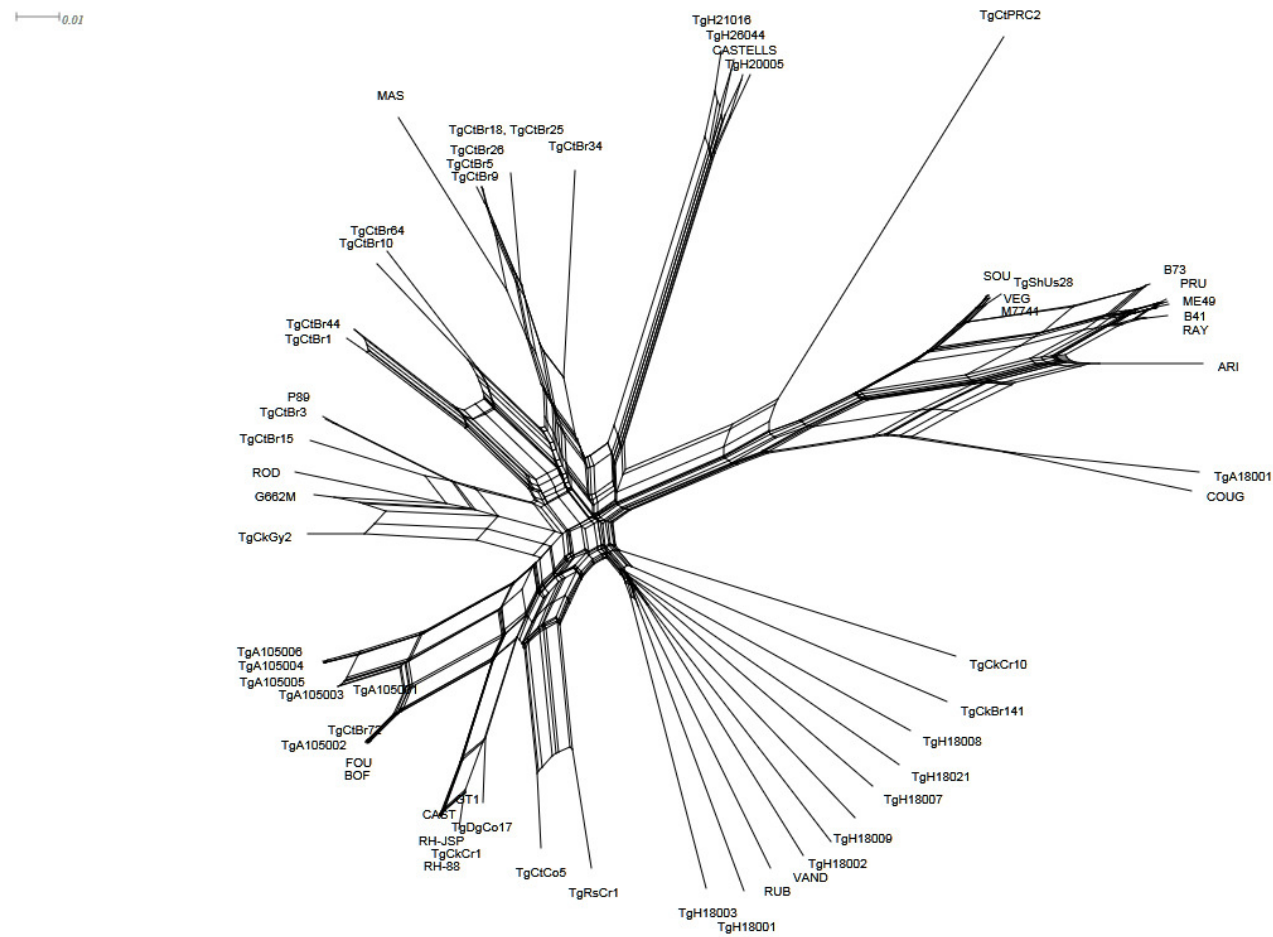 0.01
TgH21016
TgH26044
CASTELLS
TgH20005
TgCtPRC2
MAS
TgCtBr18, TgCtBr25
TgCtBr26
TgCtBr5
TgCtBr9
TgCtBr34
TgCtBr64
TgCtBr10
SOU
TgShUs28
VEG
M7741
B73
PRU
ME49
B41
RAY
ARI
TgCtBr44
TgCtBr1
P89
TgCtBr3
TgCtBr15
ROD
G662M
TgCkGy2
TgA18001
COUG
TgA105006
TgA105004
TgA105005
TgA105003
TgA105001
TgCtBr72
TgA105002
FOU
BOF
GT1
CAST
TgDgCo17
RH-JSP
TgCkCr1
RH-88
TgCtCo5
TgRsCr1
TgCkCr10
TgCkBr141
TgH18008
TgH18021
TgH18007
TgH18009
TgH18002
VAND
RUB
TgH18003
TgH18001